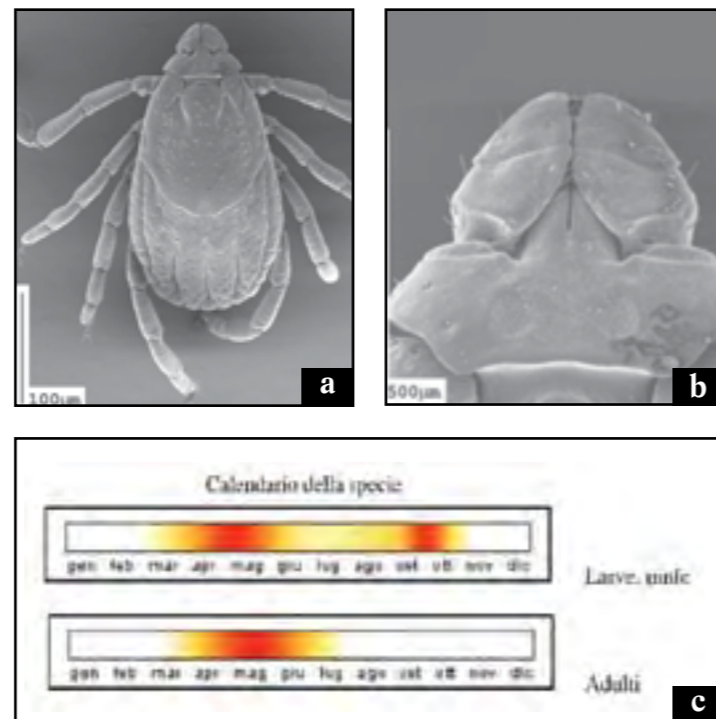 100µm
a
500µm
b
Calendario della specie
gen feb mar apr mag giu lug ago set ott nov dic
Larve, ninfe
gen feb mar apr mag giu lug ago set ott nov dic
Adulti
c